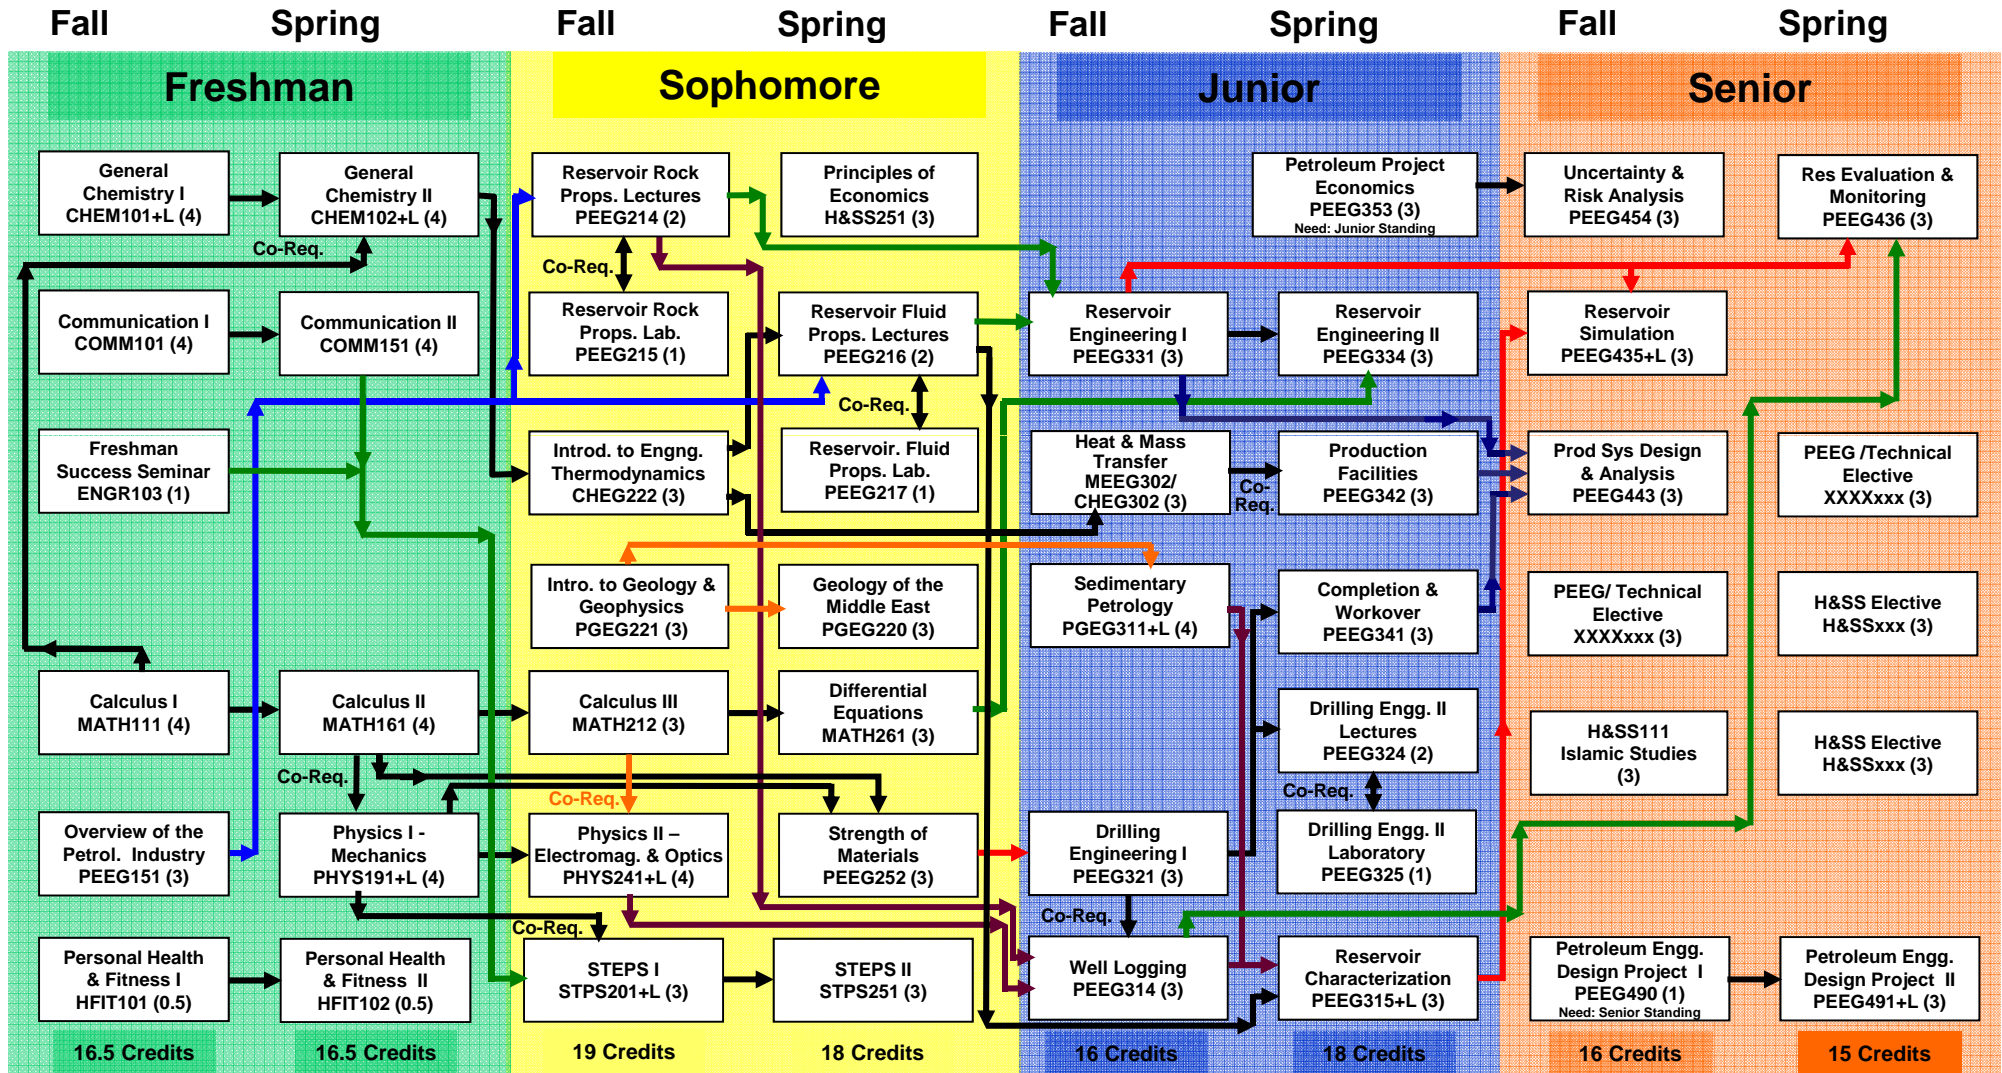 Fall
Spring
Fall
Spring
Fall
Spring
Fall
Spring
Freshman
Sophomore
Junior
Senior
General
Chemistry I
CHEM101+L (4)
General
Chemistry II
CHEM102+L (4)
Reservoir Rock
Props. Lectures
PEEG214 (2)
Principles of
Economics
H&SS251 (3)
Petroleum Project
Economics
PEEG353 (3)
Need: Junior Standing
Uncertainty &
Risk Analysis
PEEG454 (3)
Res Evaluation &
Monitoring
PEEG436 (3)
Co-Req.
Co-Req.
Communication I
COMM101 (4)
Communication II
COMM151 (4)
Reservoir Rock
Props. Lab.
PEEG215 (1)
Reservoir Fluid
Props. Lectures
PEEG216 (2)
Reservoir
Engineering I
PEEG331 (3)
Reservoir
Engineering II
PEEG334 (3)
Reservoir
Simulation
PEEG435+L (3)
Co-Req.
Freshman
Success Seminar
ENGR103 (1)
Introd. to Engng.
Thermodynamics
CHEG222 (3)
Reservoir. Fluid
Props. Lab.
PEEG217 (1)
Heat & Mass
Transfer
MEEG302/
CHEG302 (3)
Co-
Req.
Production
Facilities
PEEG342 (3)
Prod Sys Design
& Analysis
PEEG443 (3)
PEEG /Technical
Elective
XXXXxxx (3)
Intro. to Geology &
Geophysics
PGEG221 (3)
Geology of the
Middle East
PGEG220 (3)
Sedimentary
Petrology
PGEG311+L (4)
Completion &
Workover
PEEG341 (3)
PEEG/ Technical
Elective
XXXXxxx (3)
H&SS Elective
H&SSxxx (3)
Calculus I
MATH111 (4)
Calculus II
MATH161 (4)
Calculus III
MATH212 (3)
Differential
Equations
MATH261 (3)
Drilling Engg. II
Lectures
PEEG324 (2)
H&SS111
Islamic Studies
(3)
H&SS Elective
H&SSxxx (3)
Co-Req.
Co-Req.
Co-Req.
Overview of the
Petrol. Industry
PEEG151 (3)
Physics I -
Mechanics
PHYS191+L (4)
Physics II –
Electromag. & Optics
PHYS241+L (4)
Strength of
Materials
PEEG252 (3)
Drilling
Engineering I
PEEG321 (3)
Drilling Engg. II
Laboratory
PEEG325 (1)
Co-Req.
Co-Req.
Personal Health
& Fitness I
HFIT101 (0.5)
Personal Health
& Fitness II
HFIT102 (0.5)
STEPS I
STPS201+L (3)
STEPS II
STPS251 (3)
Well Logging
PEEG314 (3)
Reservoir
Characterization
PEEG315+L (3)
Petroleum Engg.
Design Project I
PEEG490 (1)
Need: Senior Standing
Petroleum Engg.
Design Project II
PEEG491+L (3)
16.5 Credits
16.5 Credits
19 Credits
18 Credits
16 Credits
18 Credits
16 Credits
15 Credits